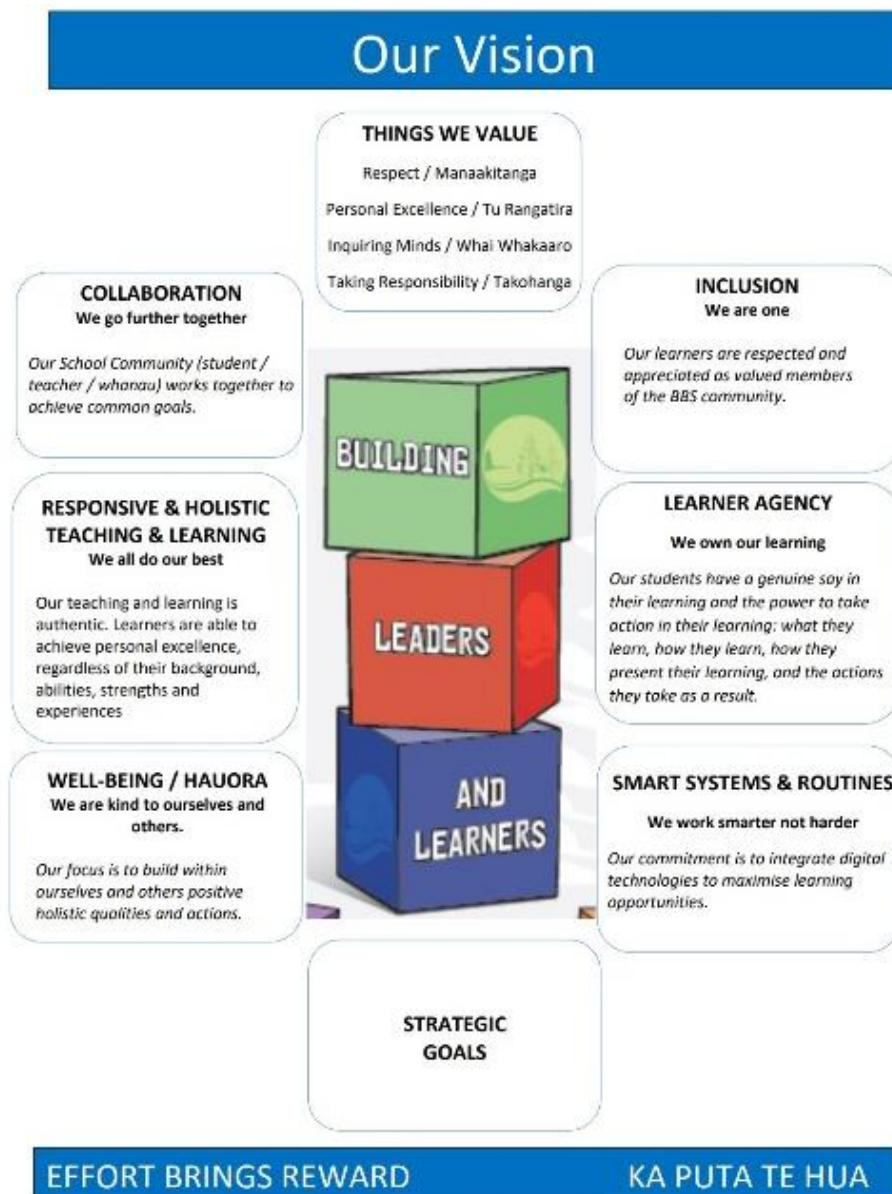 Our Vision
THINGS WE VALUE
Respect / Manaakitanga
Personal Excellence / Tu Rangatira
Inquiring Minds / Whai Whakaaro
Taking Responsibility / Takohanga
COLLABORATION
We go further together
Our School Community (student /
teacher / whanau) works together to
achieve common goals.
INCLUSION
We are one
Our learners are respected and
appreciated as valued members
of the BBS community.
BUILDING
LEADERS
AND
LEARNERS
RESPONSIVE & HOLISTIC
TEACHING & LEARNING
We all do our best
Our teaching and learning is
authentic. Learners are able to
achieve personal excellence,
regardless of their background,
abilities, strengths and
experiences
LEARNER AGENCY
We own our learning
Our students have a genuine say in
their learning and the power to take
action in their learning: what they
learn, how they learn, how they
present their learning, and the actions
they take as a result.
WELL-BEING / HAUORA
We are kind to ourselves and
others.
Our focus is to build within
ourselves and others positive
holistic qualities and actions.
SMART SYSTEMS & ROUTINES
We work smarter not harder
Our commitment is to integrate digital
technologies to maximise learning
opportunities.
STRATEGIC
GOALS
EFFORT BRINGS REWARD KA PUTA TE HUA